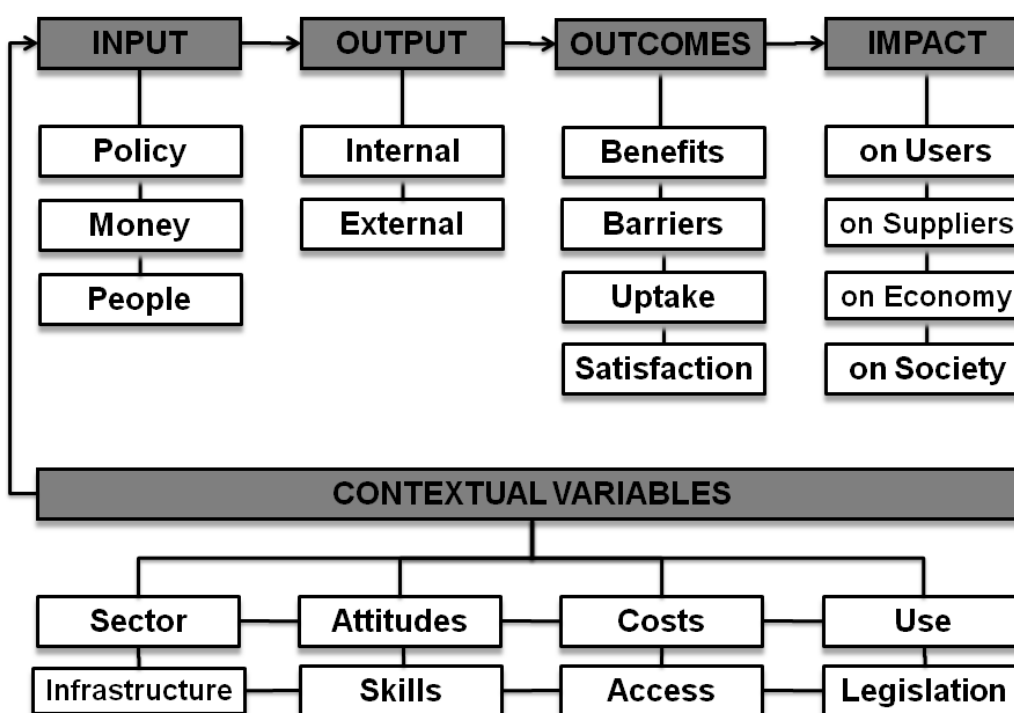 INPUT
OUTPUT
OUTCOMES
IMPACT
Policy
Internal
Benefits
on Users
Money
External
Barriers
on Suppliers
People
Uptake
on Economy
Satisfaction
on Society
CONTEXTUAL VARIABLES
Sector
Attitudes
Costs
Use
Infrastructure
Skills
Access
Legislation